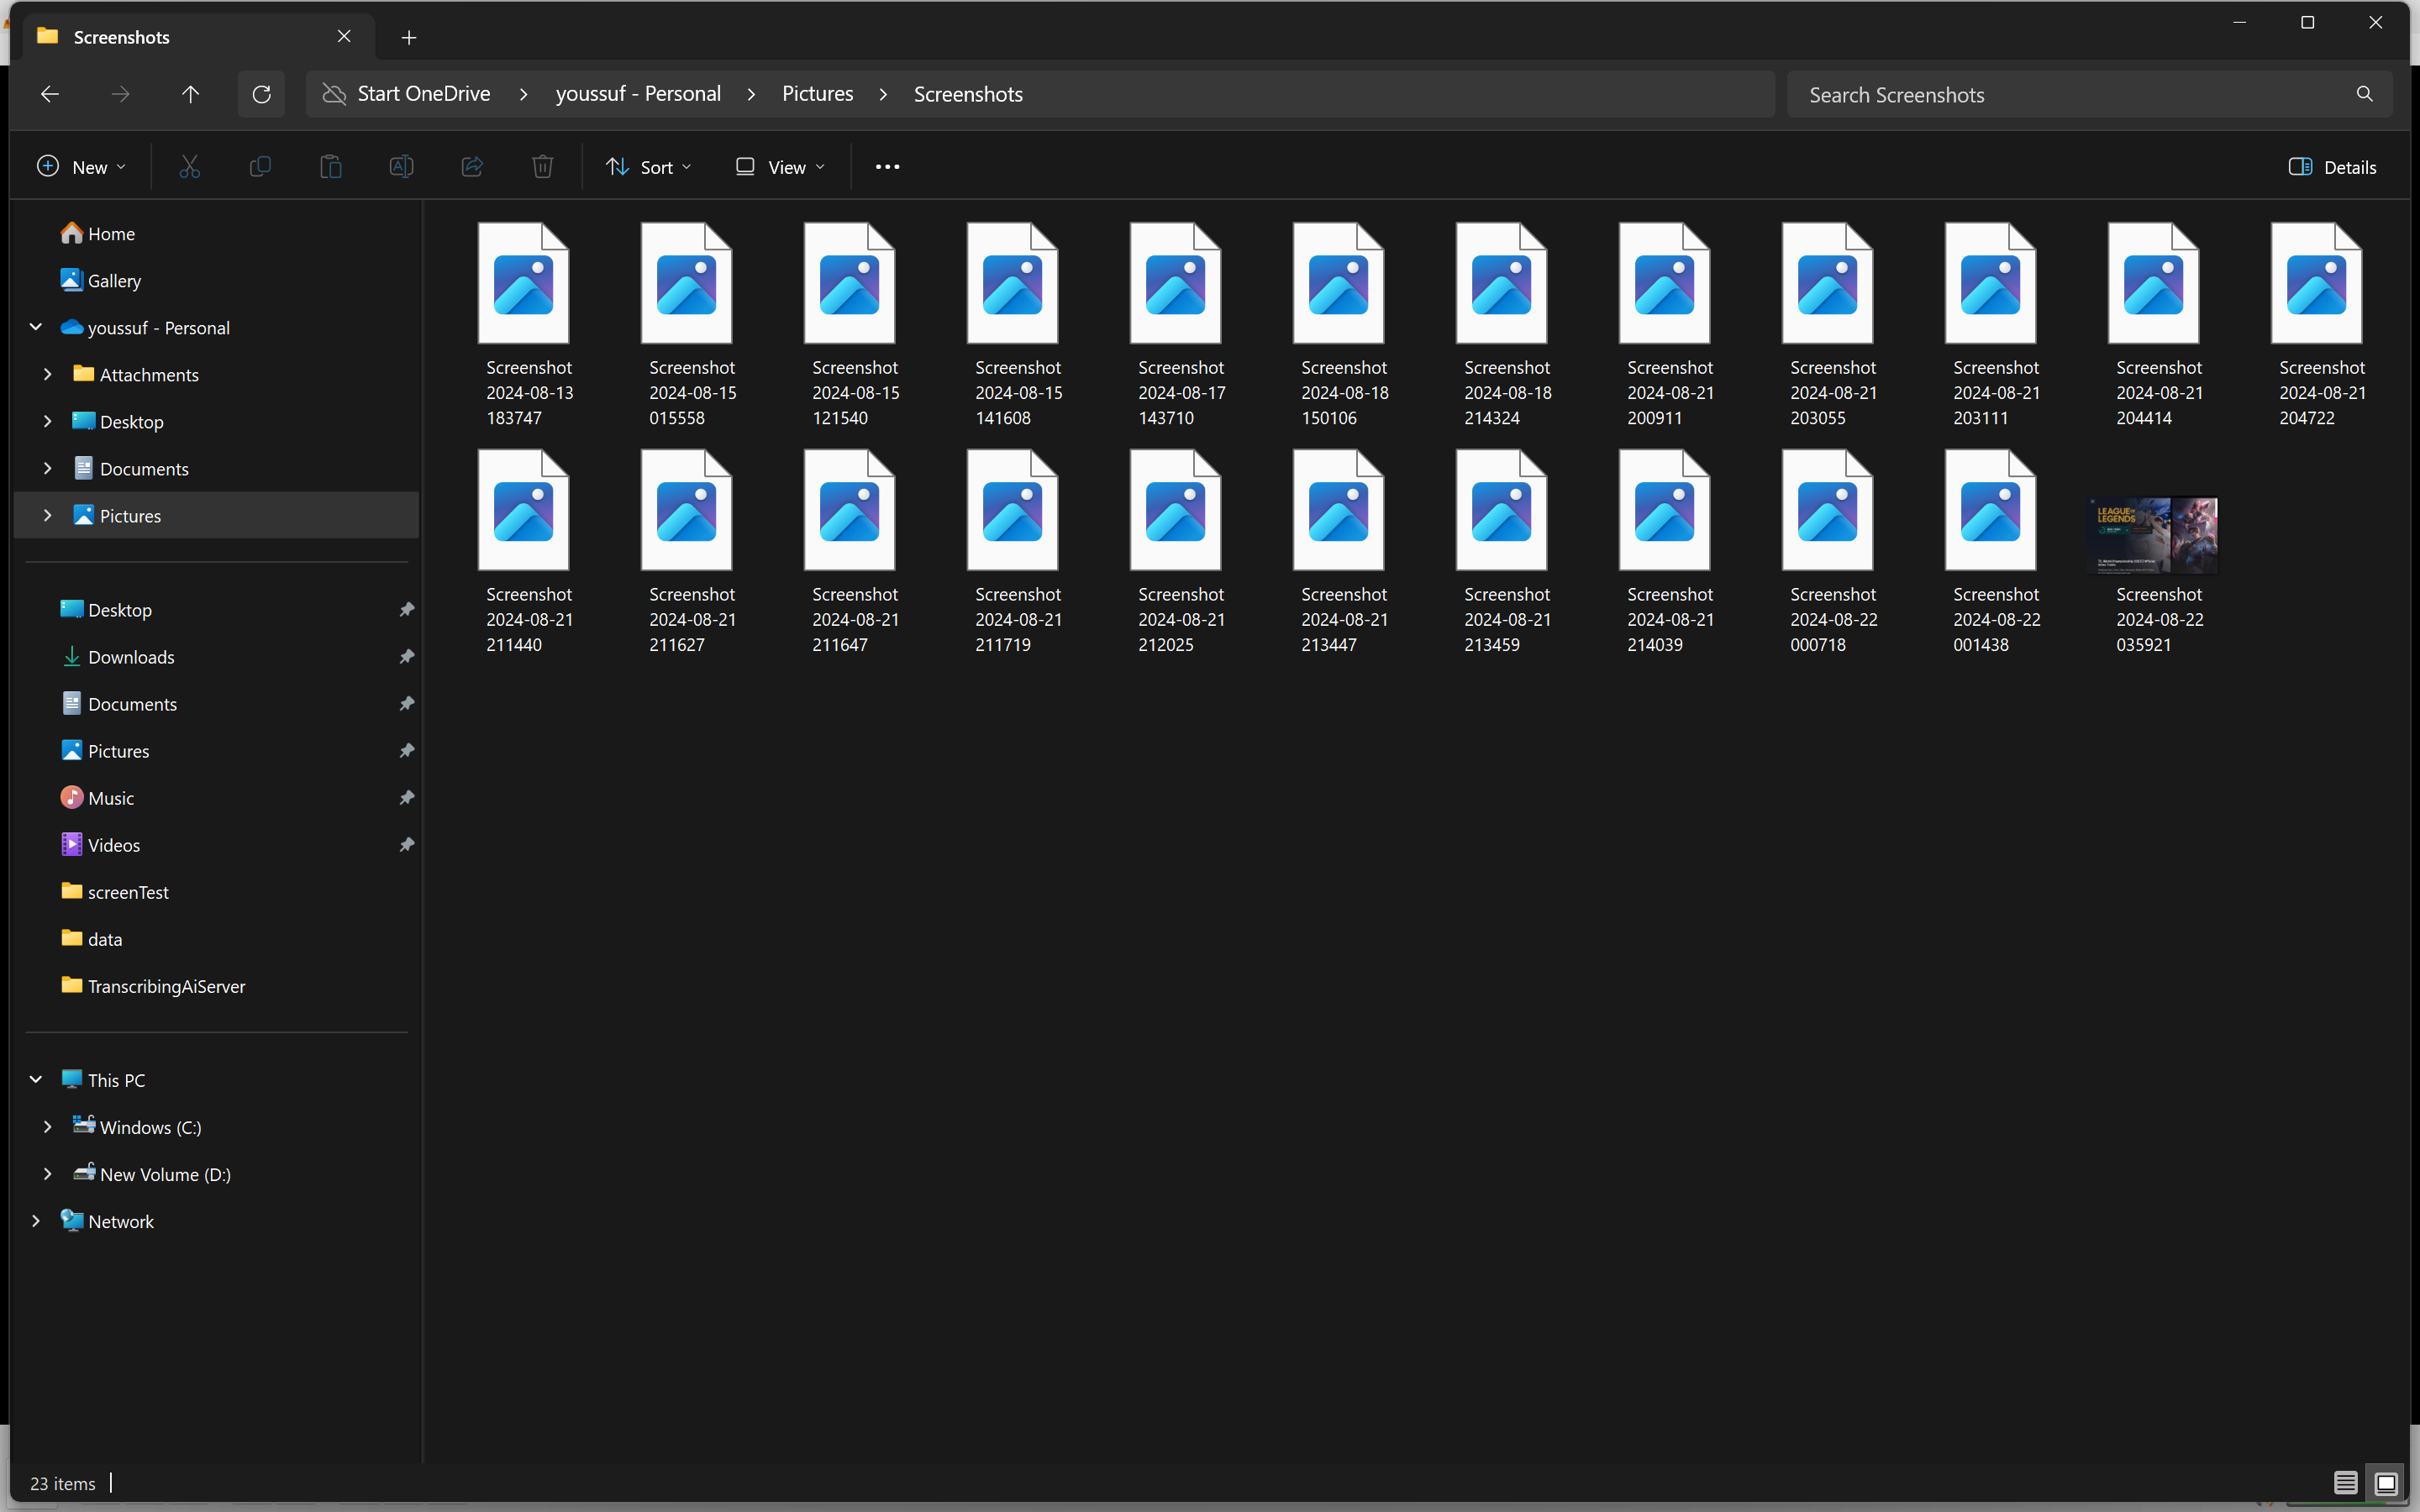 Screenshots
Start OneDrive > youssuf - Personal > Pictures > Screenshots
Search Screenshots
New
Sort
View
Details
Home
Gallery
youssuf - Personal
Attachments
Desktop
Documents
Pictures
Desktop
Downloads
Documents
Pictures
Music
Videos
screenTest
data
TranscribingAiServer
This PC
Windows (C:)
New Volume (D:)
Network
Screenshot
2024-08-13
183747
Screenshot
2024-08-15
015558
Screenshot
2024-08-15
121540
Screenshot
2024-08-15
141608
Screenshot
2024-08-17
143710
Screenshot
2024-08-18
150106
Screenshot
2024-08-18
214324
Screenshot
2024-08-21
200911
Screenshot
2024-08-21
203055
Screenshot
2024-08-21
203111
Screenshot
2024-08-21
204414
Screenshot
2024-08-21
204722
Screenshot
2024-08-21
211440
Screenshot
2024-08-21
211627
Screenshot
2024-08-21
211647
Screenshot
2024-08-21
211719
Screenshot
2024-08-21
212025
Screenshot
2024-08-21
213447
Screenshot
2024-08-21
213459
Screenshot
2024-08-21
214039
Screenshot
2024-08-22
000718
Screenshot
2024-08-22
001438
LEAGUE OF
LEGENDS
Screenshot
2024-08-22
035921
23 items